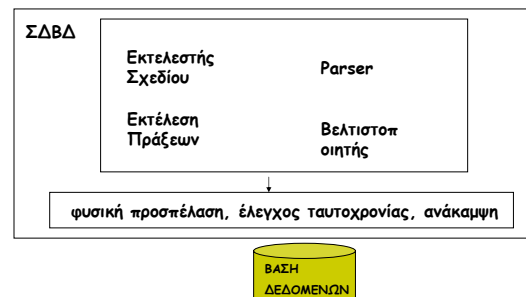 ΣΔΒΔ
Εκτελεστής
Σχεδίου
Parser
Εκτέλεση
Πράξεων
Βελτιστοπ
οιητής
φυσική προσπέλαση, έλεγχος ταυτοχρονίας, ανάκαμψη
ΒΑΣΗ
ΔΕΔΟΜΕΝΩΝ